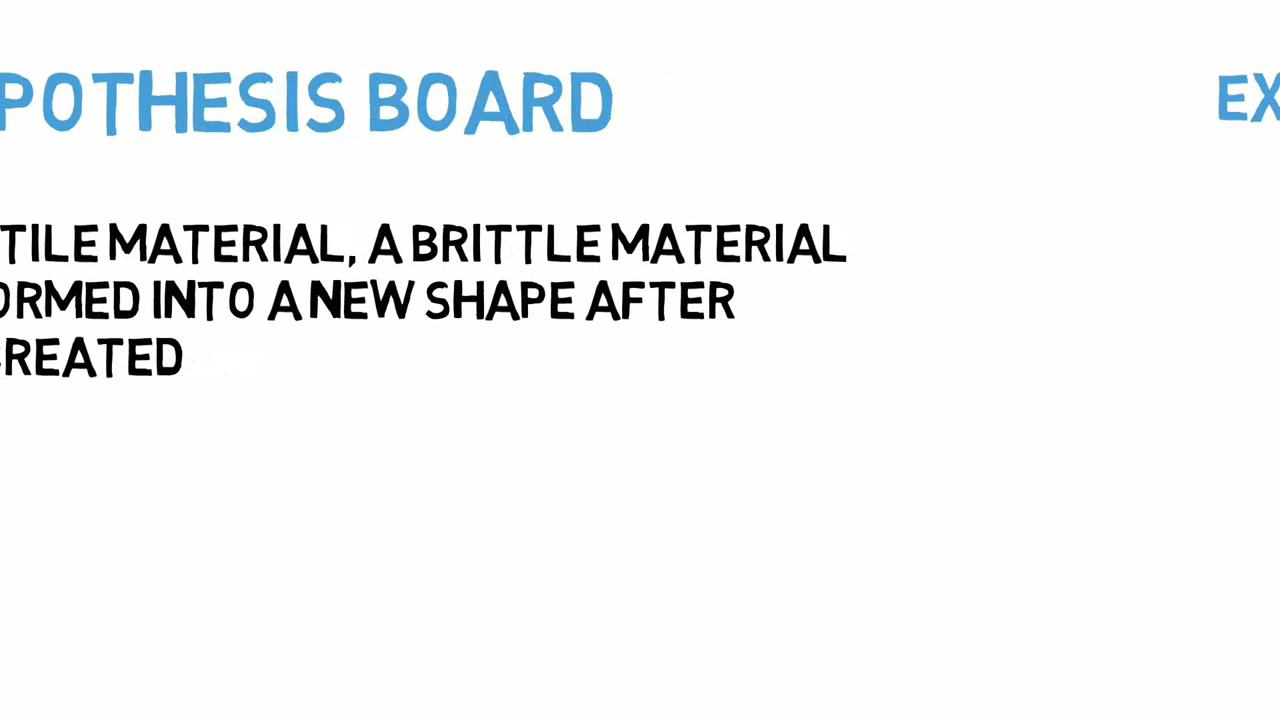 POTHESIS BOARD
EX
TILE MATERIAL, A BRITTLE MATERIAL
ORMED INTO A NEW SHAPE AFTER
REATED